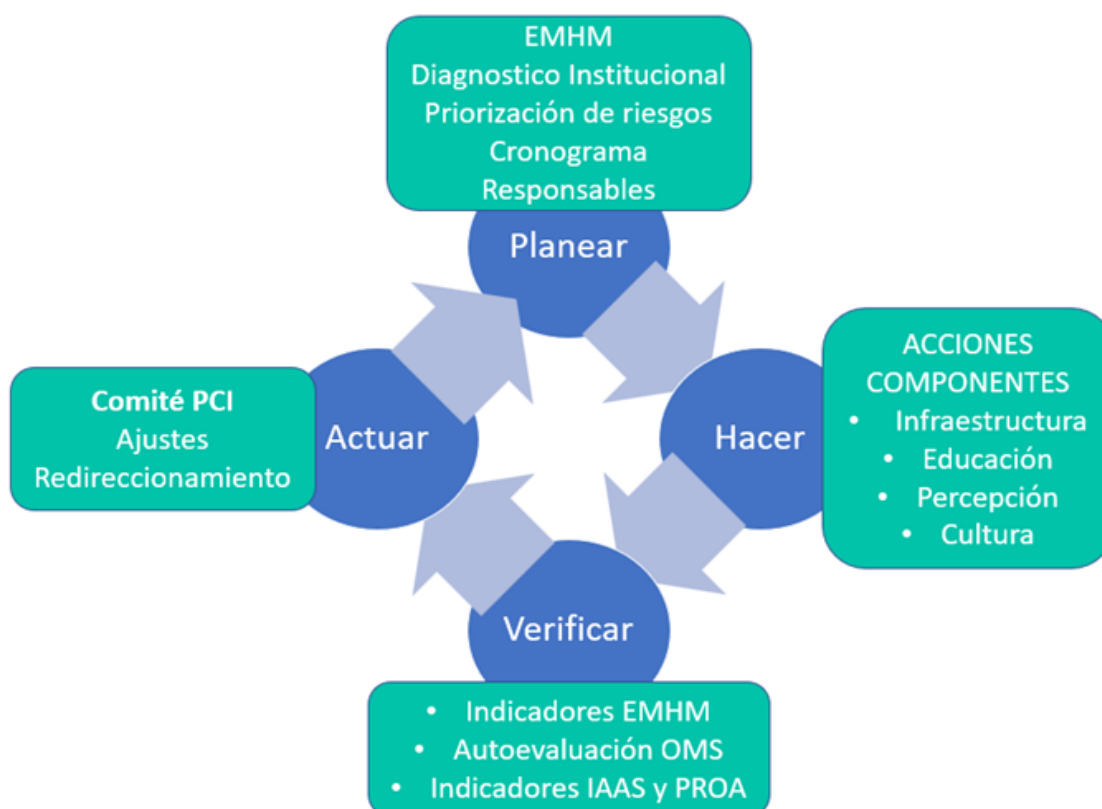 EMHM
Diagnostico Institucional
Priorización de riesgos
Cronograma
Responsables
Planear
ACCIONES
COMPONENTES
• Infraestructura
• Educación
• Percepción
• Cultura
Hacer
Comité PCI
Ajustes
Redireccionamiento
Actuar
Verificar
• Indicadores EMHM
• Autoevaluación OMS
• Indicadores IAAS y PROA